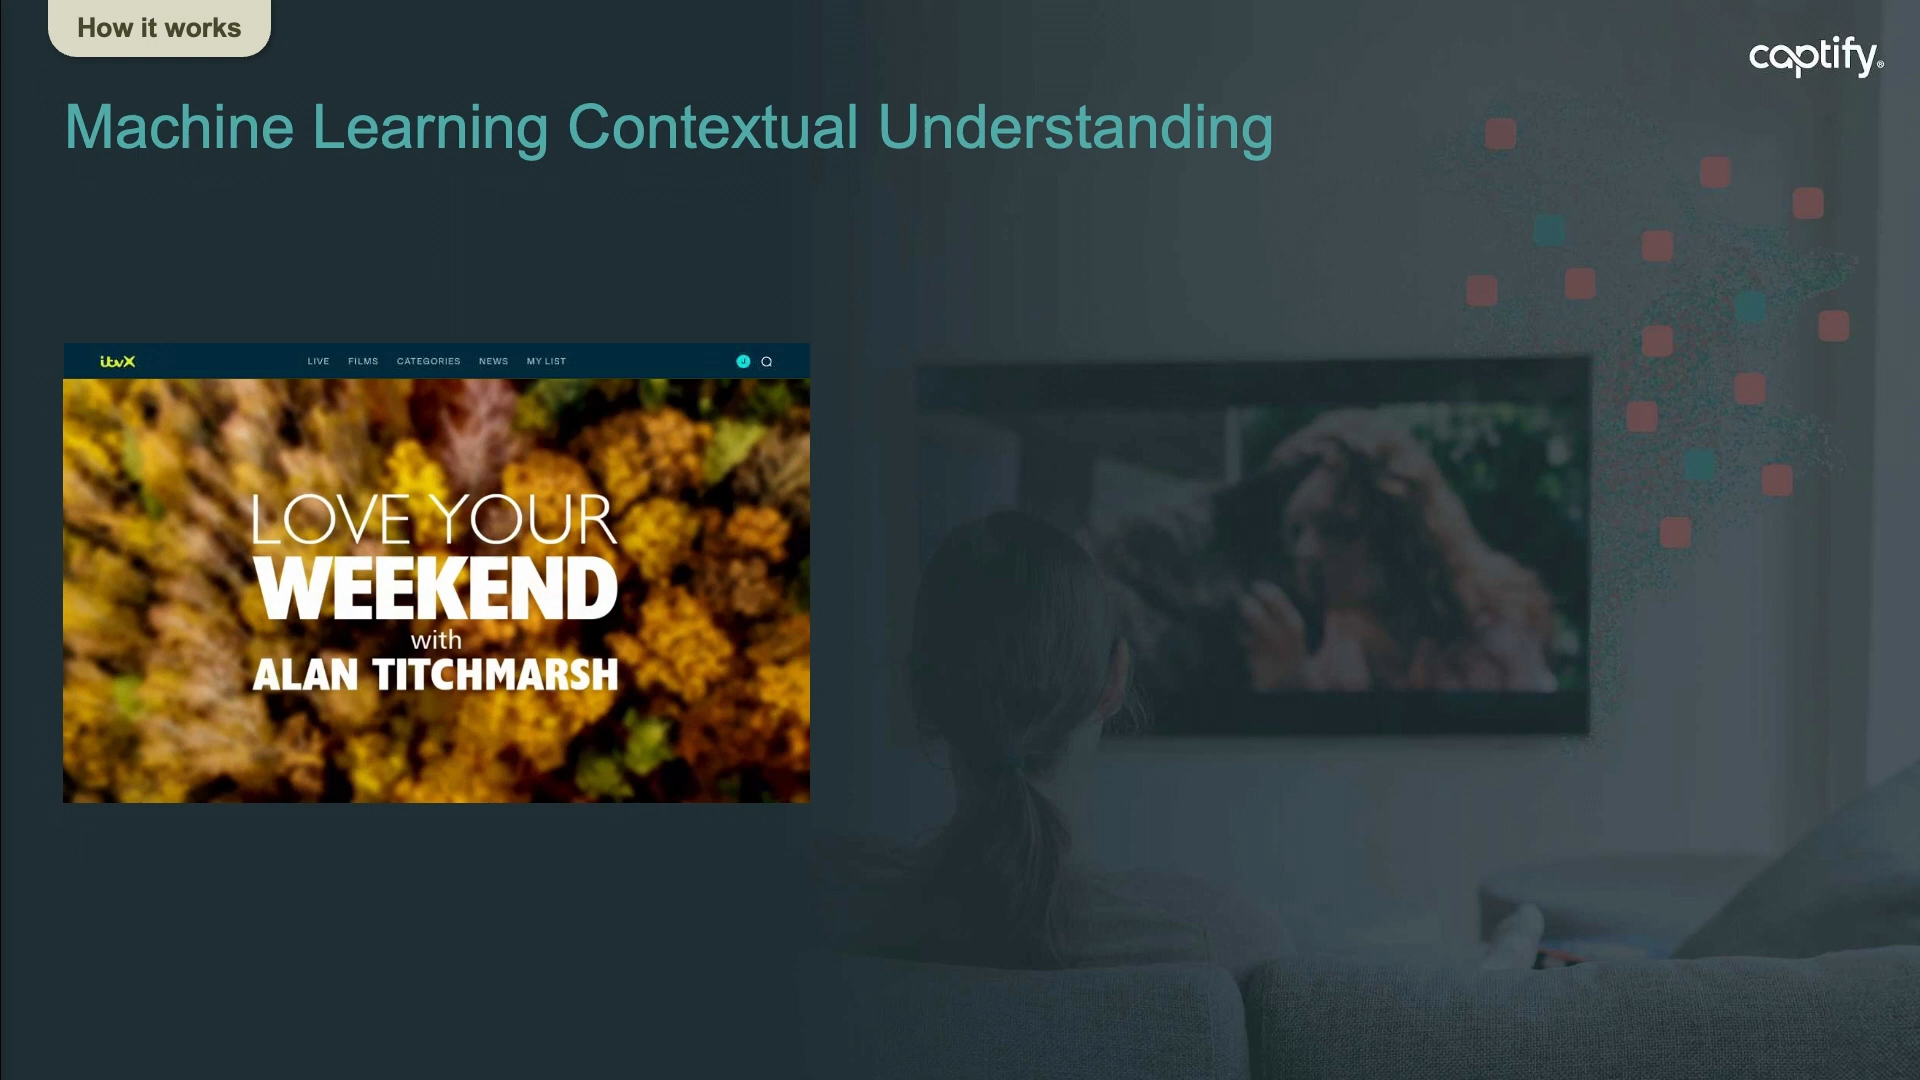 How it works
captify®
Machine Learning Contextual Understanding
itvX
LIVE FILMS CATEGORIES NEWS MY LIST
J
LOVE YOUR
WEEKEND
with
ALAN TITCHMARSH